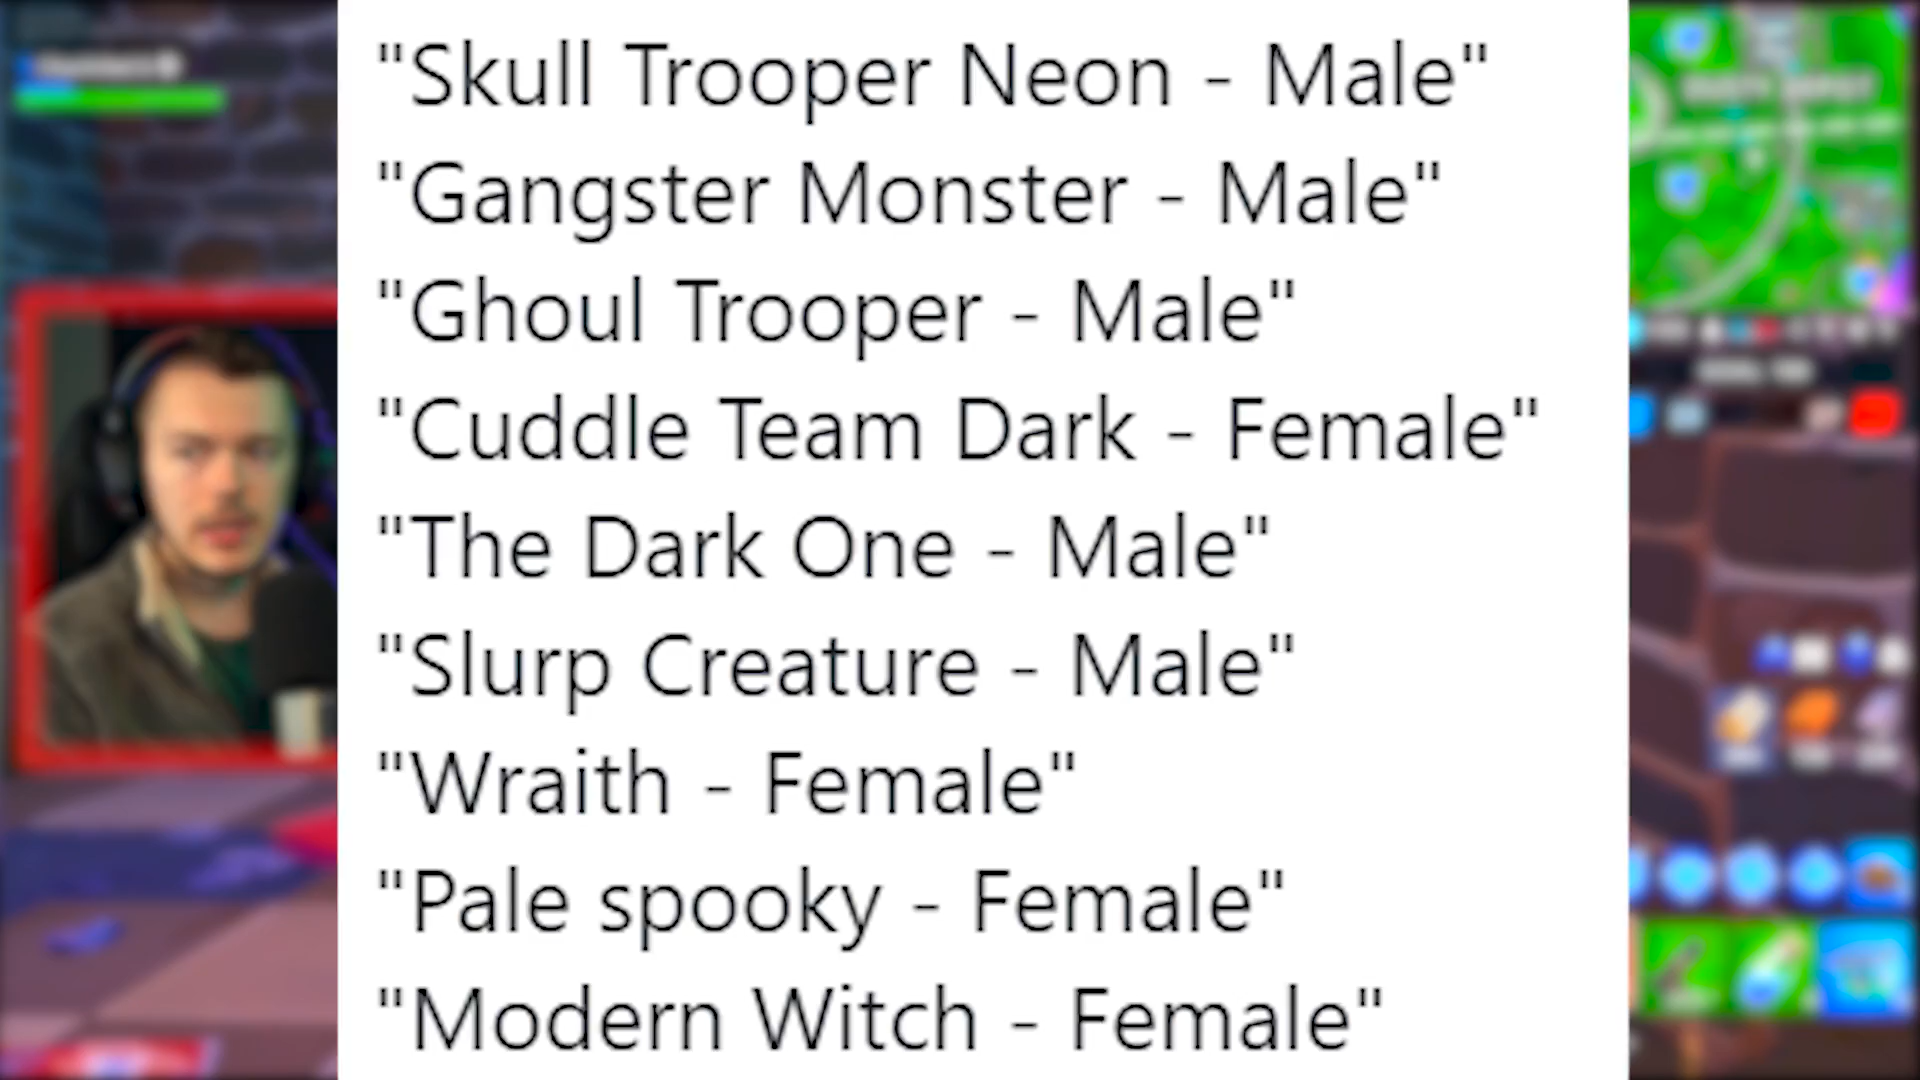 "Skull Trooper Neon - Male"
"Gangster Monster - Male"
"Ghoul Trooper - Male"
"Cuddle Team Dark - Female"
"The Dark One - Male"
"Slurp Creature - Male"
"Wraith - Female"
"Pale spooky - Female"
"Modern Witch - Female"